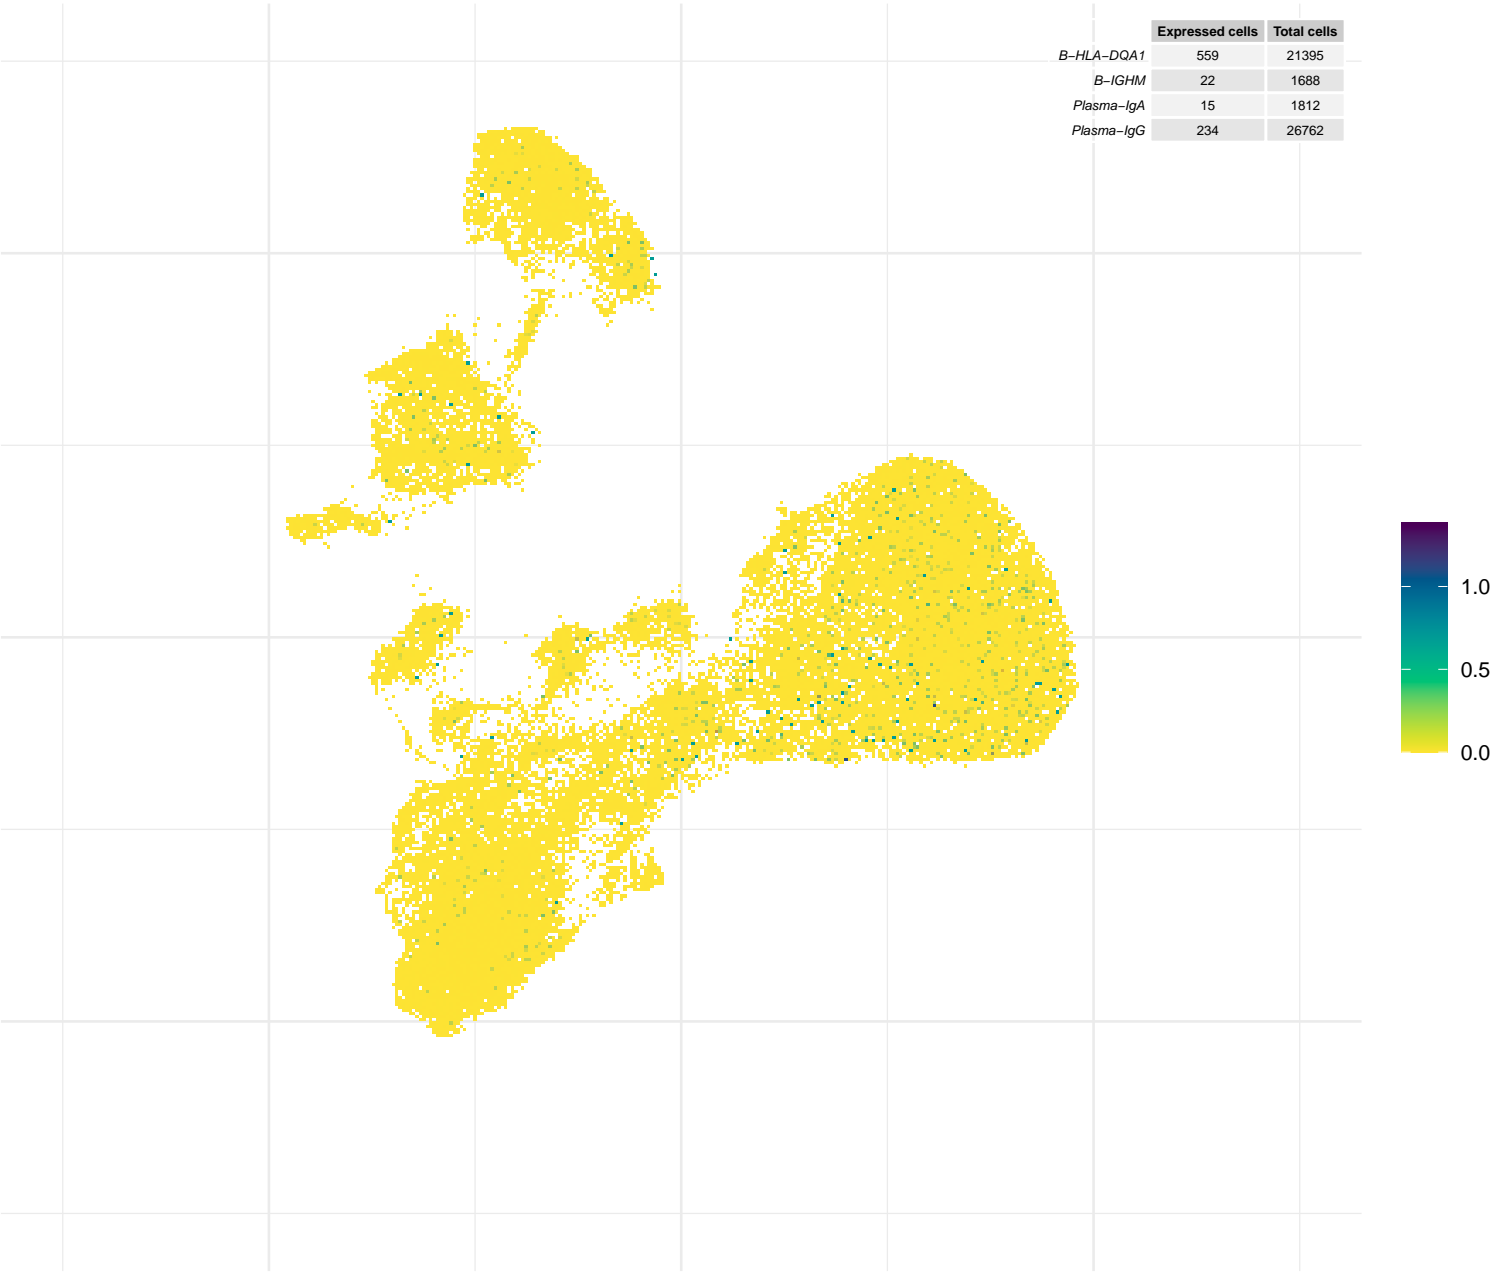 Expressed cells Total cells
B−HLA−DQA1 559 21395
B−IGHM 22 1688
Plasma−IgA 15 1812
Plasma−IgG 234 26762
1.0
0.5
0.0